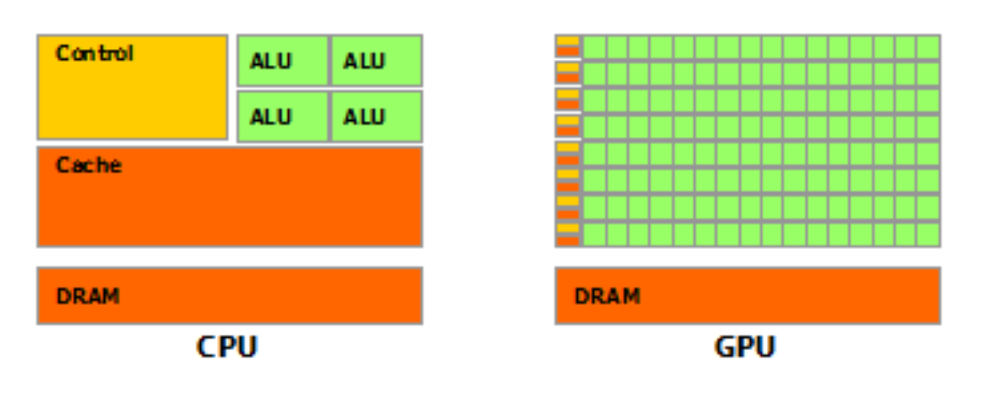 Control
ALU ALU
ALU ALU
Cache
DRAM
CPU
DRAM
GPU